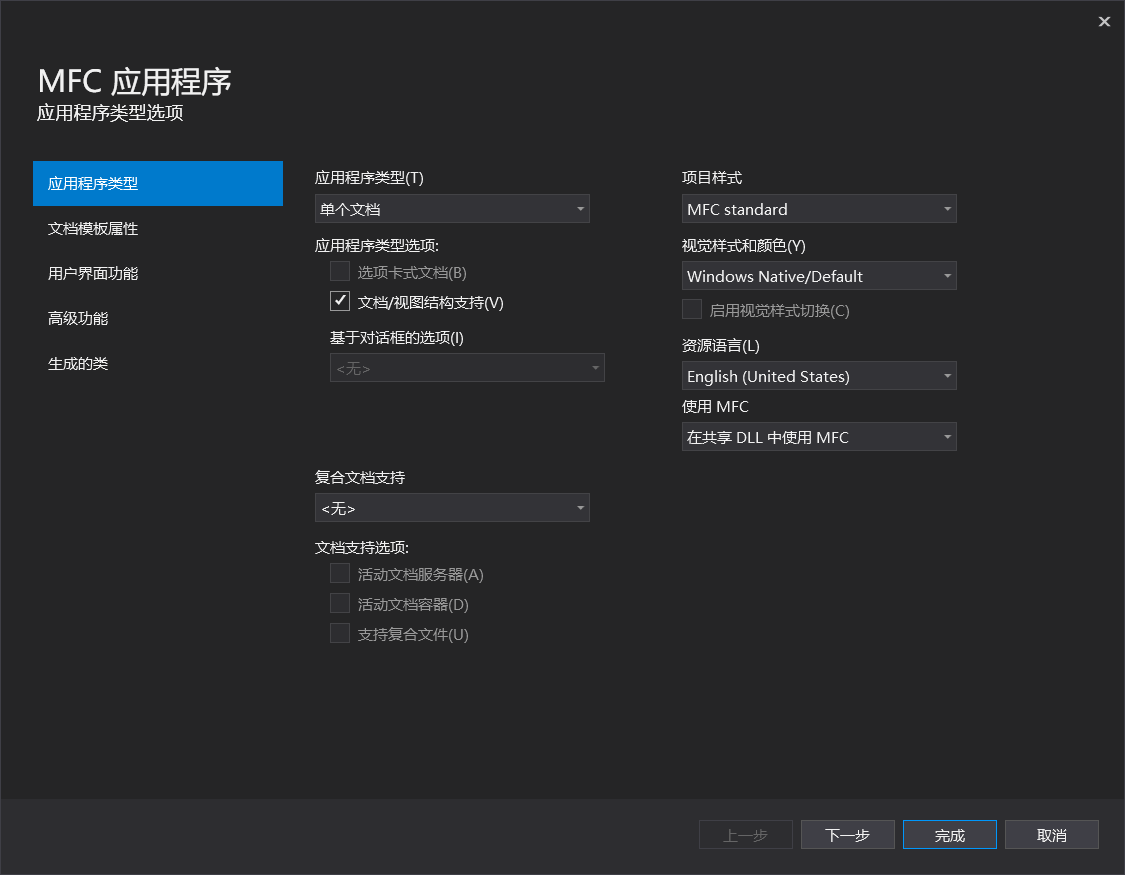 MFC 应用程序
应用程序类型选项
应用程序类型
文档模板属性
用户界面功能
高级功能
生成的类
应用程序类型(T)
单个文档
应用程序类型选项:
选项卡式文档(B)
文档/视图结构支持(V)
基于对话框的选项(I)
<无>
复合文档支持
<无>
文档支持选项:
活动文档服务器(A)
活动文档容器(D)
支持复合文件(U)
项目样式
MFC standard
视觉样式和颜色(Y)
Windows Native/Default
启用视觉样式切换(C)
资源语言(L)
English (United States)
使用 MFC
在共享 DLL 中使用 MFC
上一步
下一步
完成
取消